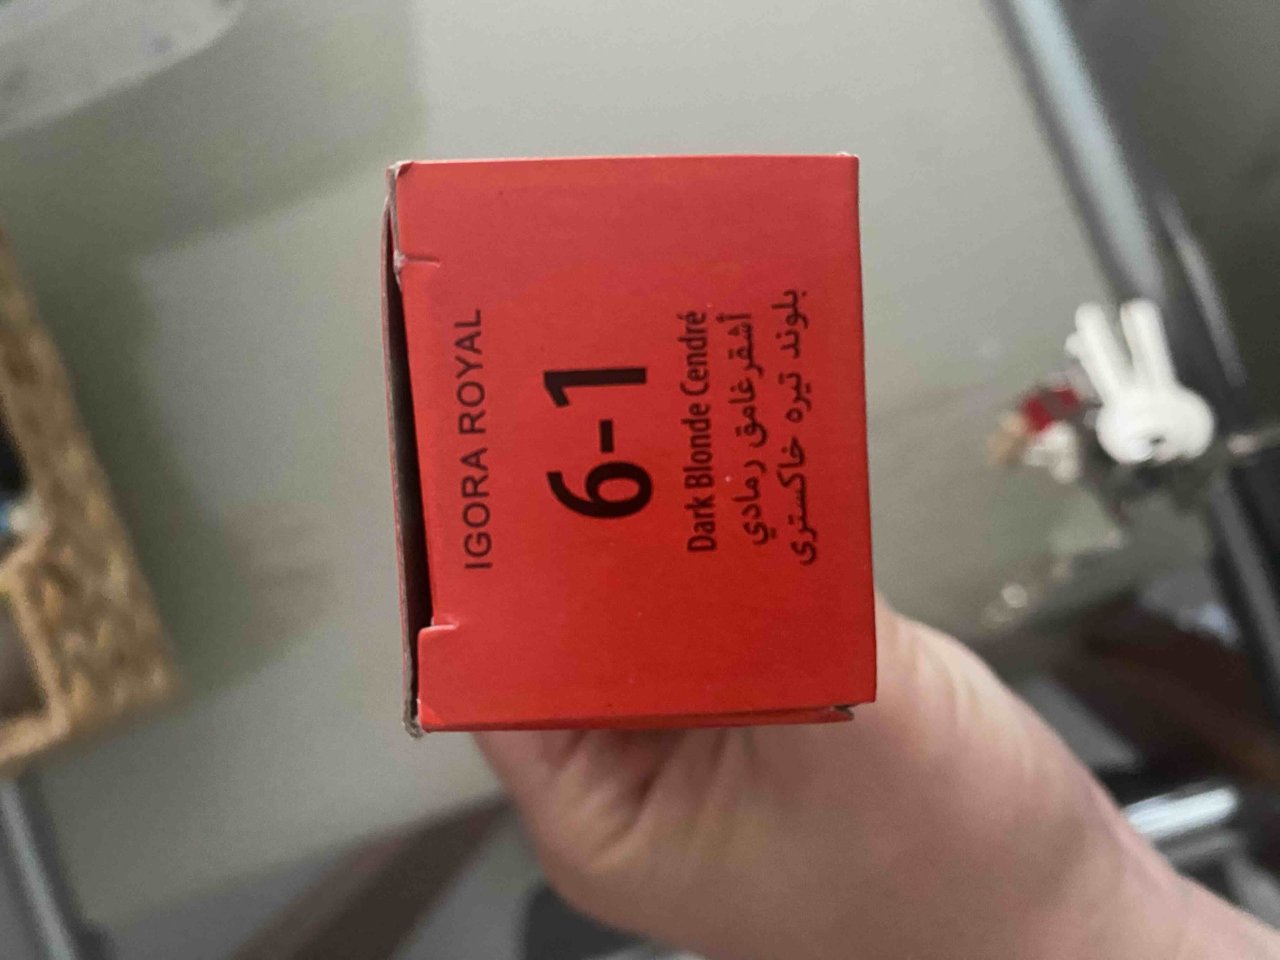 IGORA ROYAL
6-1
Dark Blonde Cendré
أشقر غامق رمادي
بلوند تیره خاکستری